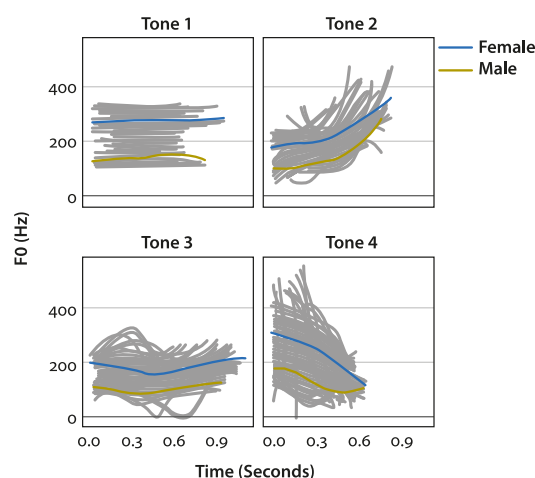 Tone 1
Tone 2
Female
Male
400
200
0
F0 (Hz)
Tone 3
Tone 4
400
200
0
0.0 0.3 0.6 0.9
0.0 0.3 0.6 0.9
Time (Seconds)